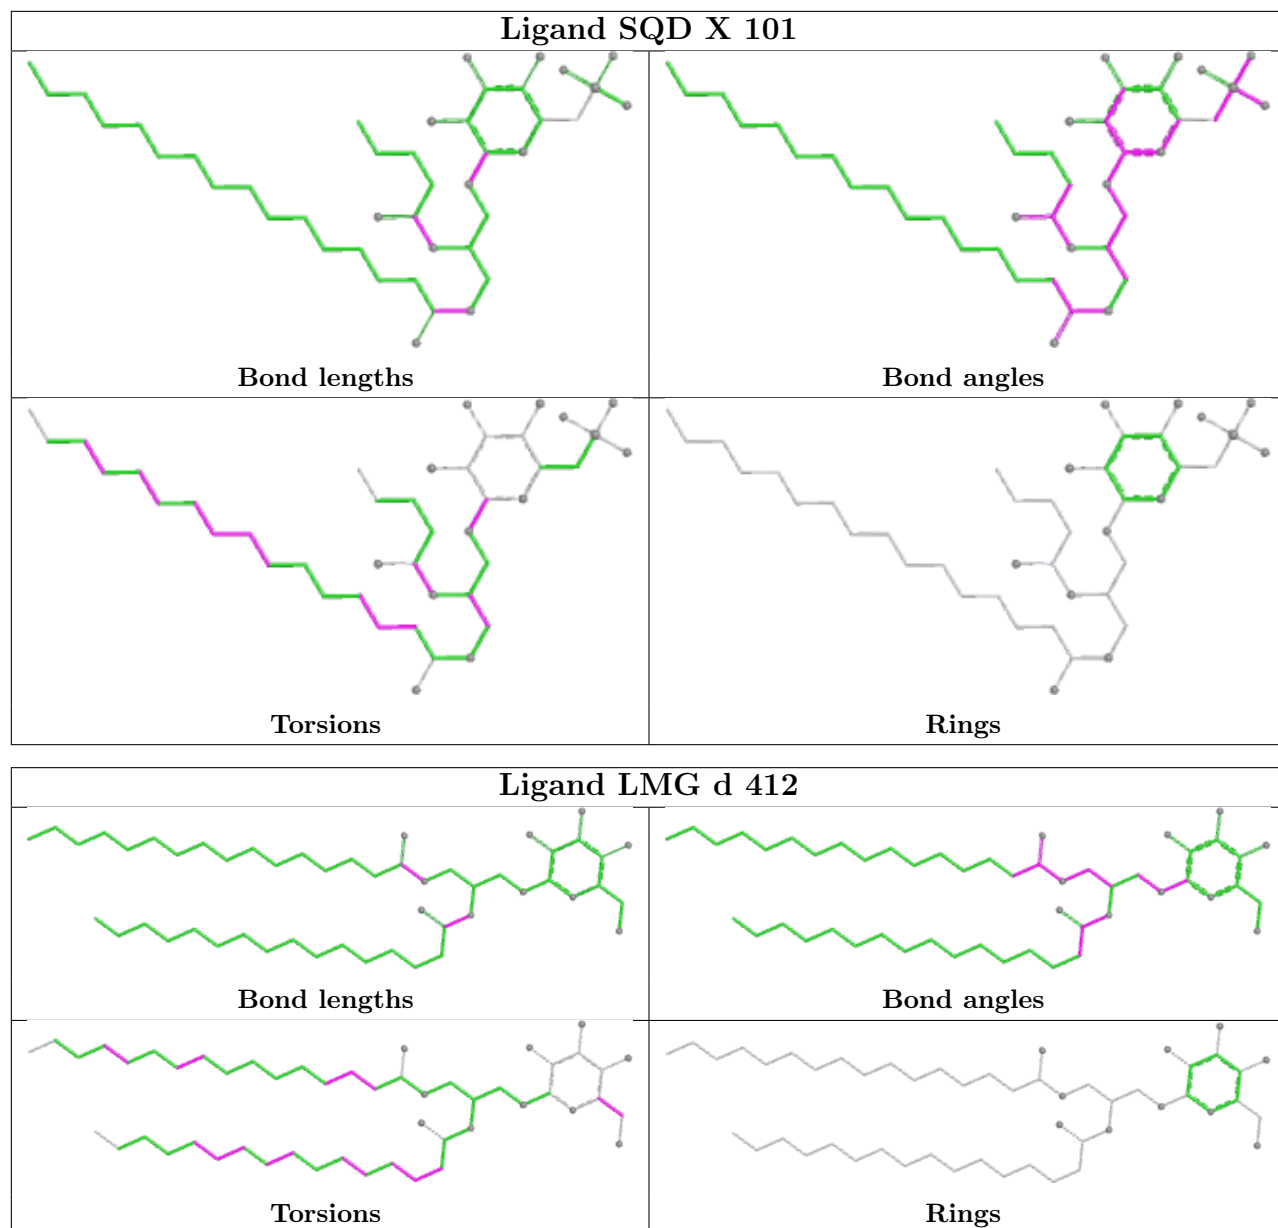 Ligand SQD X 101
Bond lengths
Bond angles
Torsions
Rings
Ligand LMG d 412
Bond lengths
Bond angles
Torsions
Rings